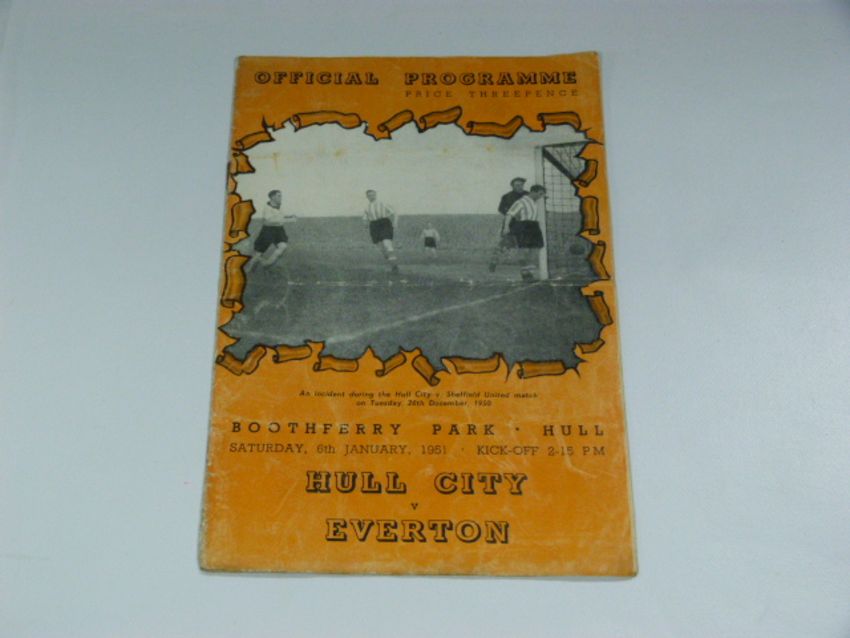 OFFICIAL PROGRAMME
PRICE THREEPENCE
An incident during the Hull City v. Sheffield United match
on Tuesday, 26th December, 1950
BOOTHFERRY PARK · HULL
SATURDAY, 6th JANUARY, 1951 · KICK-OFF 2-15 PM
HULL CITY
v
EVERTON